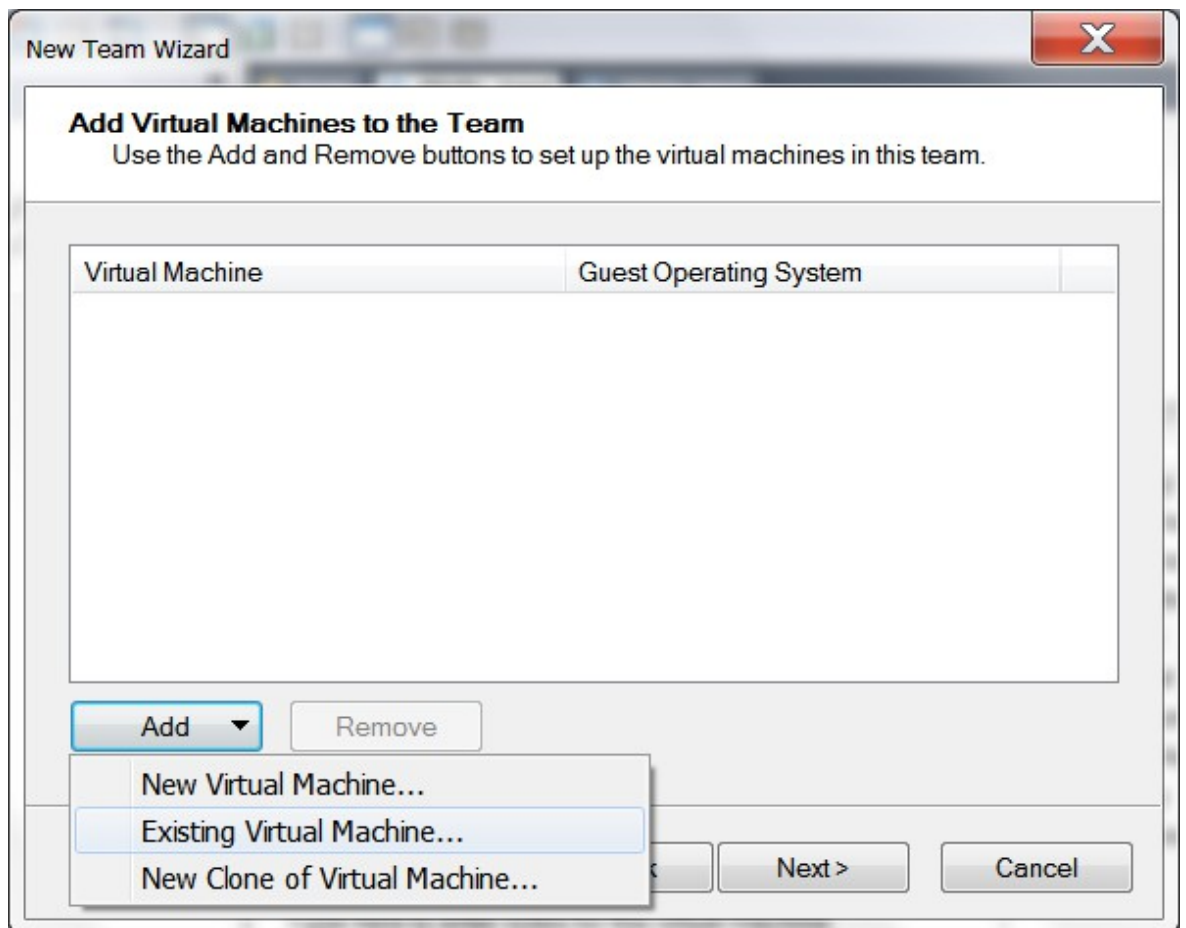 New Team Wizard
Add Virtual Machines to the Team
Use the Add and Remove buttons to set up the virtual machines in this team.
Virtual Machine Guest Operating System
Add Remove
New Virtual Machine...
Existing Virtual Machine...
New Clone of Virtual Machine...
Next > Cancel